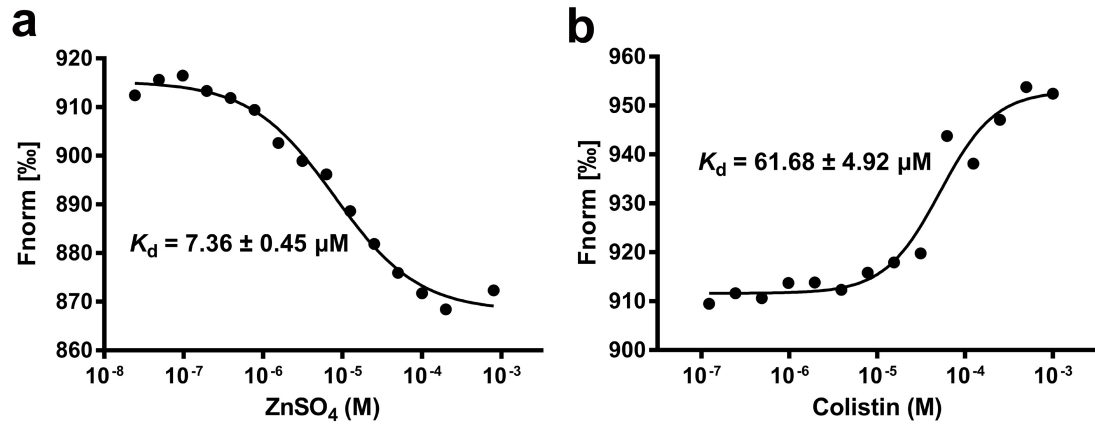 a
920
910
900
890
880
870
860
Fnorm [‰]
Kd = 7.36 ± 0.45 µM
10-8 10-7 10-6 10-5 10-4 10-3
ZnSO4 (M)
b
960
950
940
930
920
910
900
Fnorm [‰]
Kd = 61.68 ± 4.92 µM
10-7 10-6 10-5 10-4 10-3
Colistin (M)